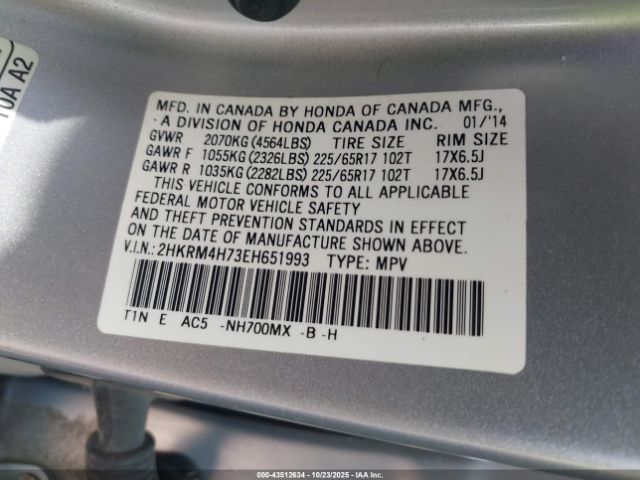 10A A2
MFD. IN CANADA BY HONDA OF CANADA MFG.,
- A DIVISION OF HONDA CANADA INC. 01/'14
GVWR 2070KG (4564LBS) TIRE SIZE RIM SIZE
GAWR F 1055KG (2326LBS) 225/65R17 102T 17X6.5J
GAWR R 1035KG (2282LBS) 225/65R17 102T 17X6.5J
THIS VEHICLE CONFORMS TO ALL APPLICABLE
FEDERAL MOTOR VEHICLE SAFETY
AND THEFT PREVENTION STANDARDS IN EFFECT
ON THE DATE OF MANUFACTURE SHOWN ABOVE.
V.I.N.: 2HKRM4H73EH651993 TYPE: MPV
T1N E AC5 -NH700MX -B -H
000-43512634 - 10/23/2025 - IAA Inc.